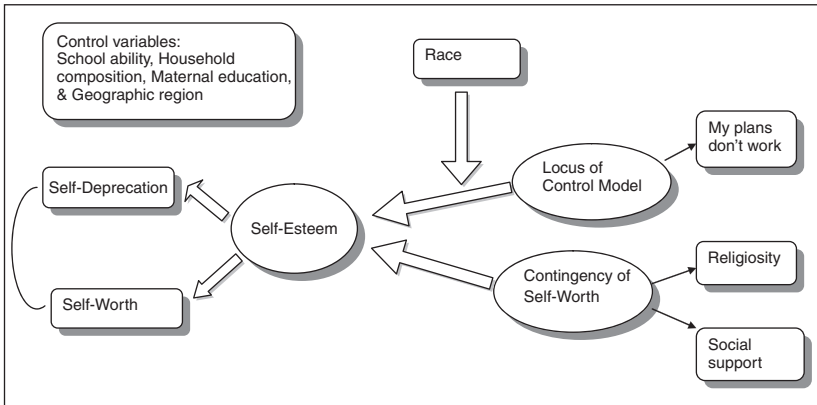 Control variables:
School ability, Household
composition, Maternal education,
& Geographic region
Race
My plans
don't work
Locus of
Control Model
Self-Deprecation
Self-Esteem
Religiosity
Contingency of
Self-Worth
Self-Worth
Social
support